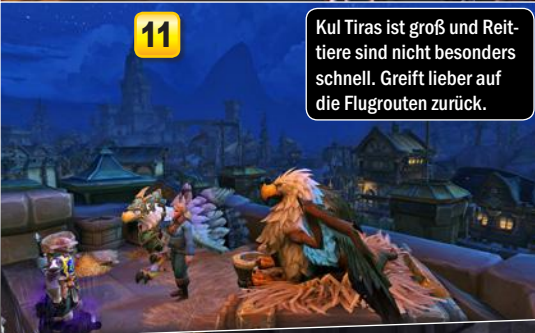 11
Kul Tiras ist groß und Reit-
tiere sind nicht besonders
schnell. Greift lieber auf
die Flugrouten zurück.